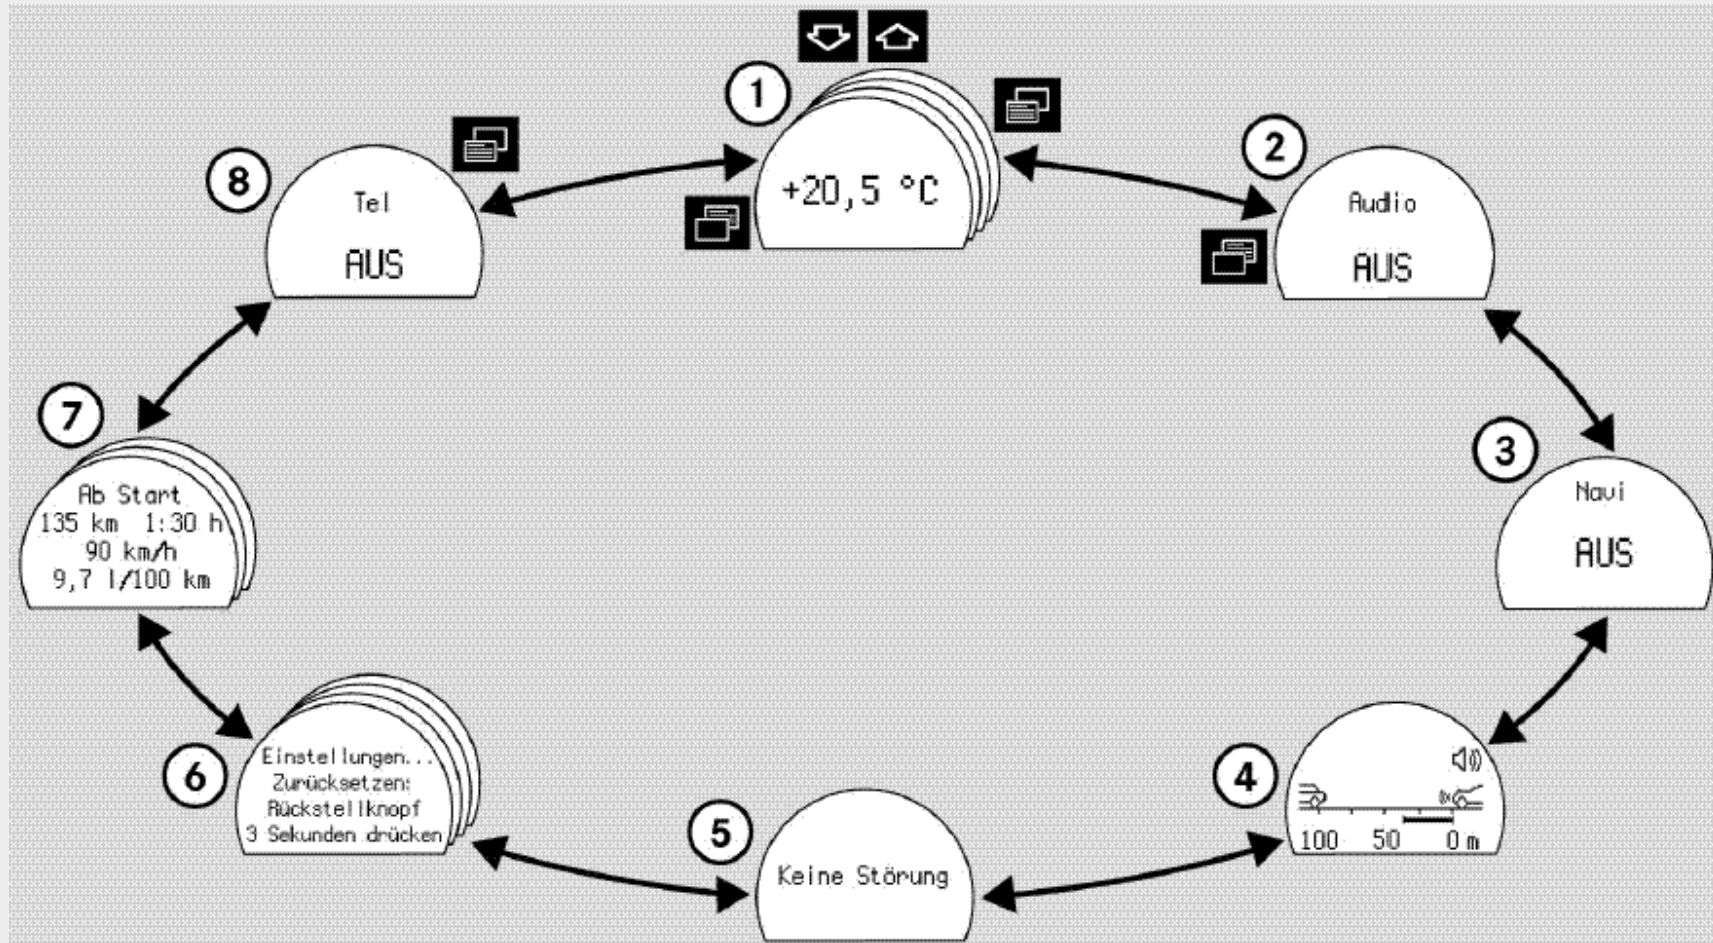 1
+20,5 °C
2
Audio
AUS
3
Navi
AUS
4
100 50 0 m
5
Keine Störung
6
Einstellungen...
Zurücksetzen:
Rückstellknopf
3 Sekunden drücken
7
Ab Start
135 km 1:30 h
90 km/h
9,7 l/100 km
8
Tel
AUS